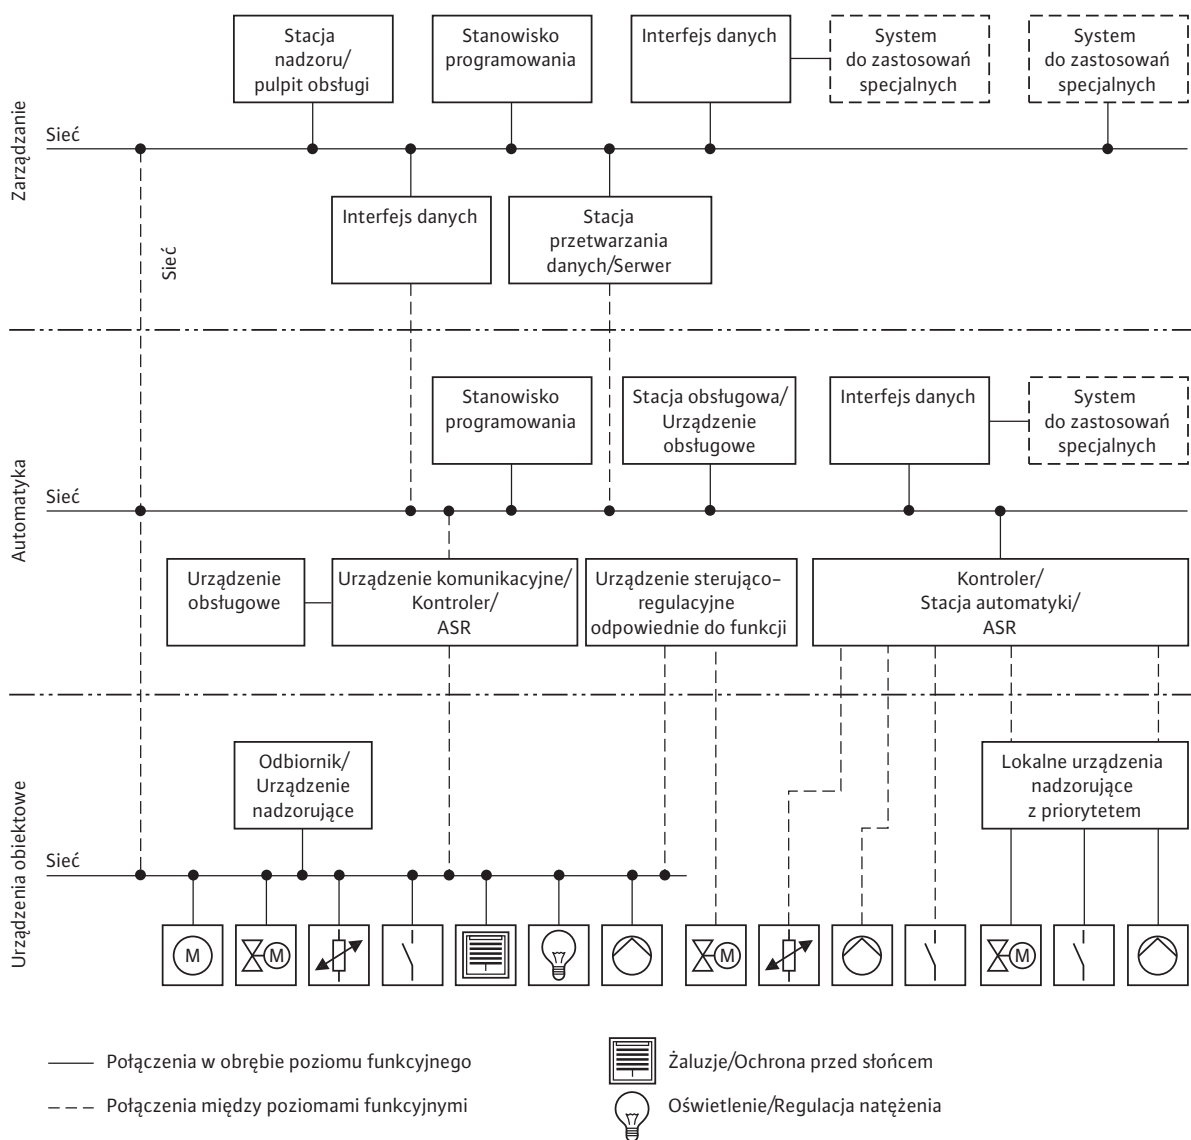 Zarządzanie
Stacja
nadzoru/
pulpit obsługi
Stanowisko
programowania
Interfejs danych
System
do zastosowań
specjalnych
System
do zastosowań
specjalnych
Sieć
Interfejs danych
Stacja
przetwarzania
danych/Serwer
Sieć
Automatyka
Stanowisko
programowania
Stacja obsługowa/
Urządzenie
obsługowe
Interfejs danych
System
do zastosowań
specjalnych
Sieć
Urządzenie
obsługowe
Urządzenie komunikacyjne/
Kontroler/
ASR
Urządzenie sterująco-
regulacyjne
odpowiednie do funkcji
Kontroler/
Stacja automatyki/
ASR
Urządzenia obiektowe
Odbiornik/
Urządzenie
nadzorujące
Lokalne urządzenia
nadzorujące
z priorytetem
Sieć
M
M
M
M
Połączenia w obrębie poziomu funkcyjnego
Połączenia między poziomami funkcyjnymi
Żaluzje/Ochrona przed słońcem
Oświetlenie/Regulacja natężenia